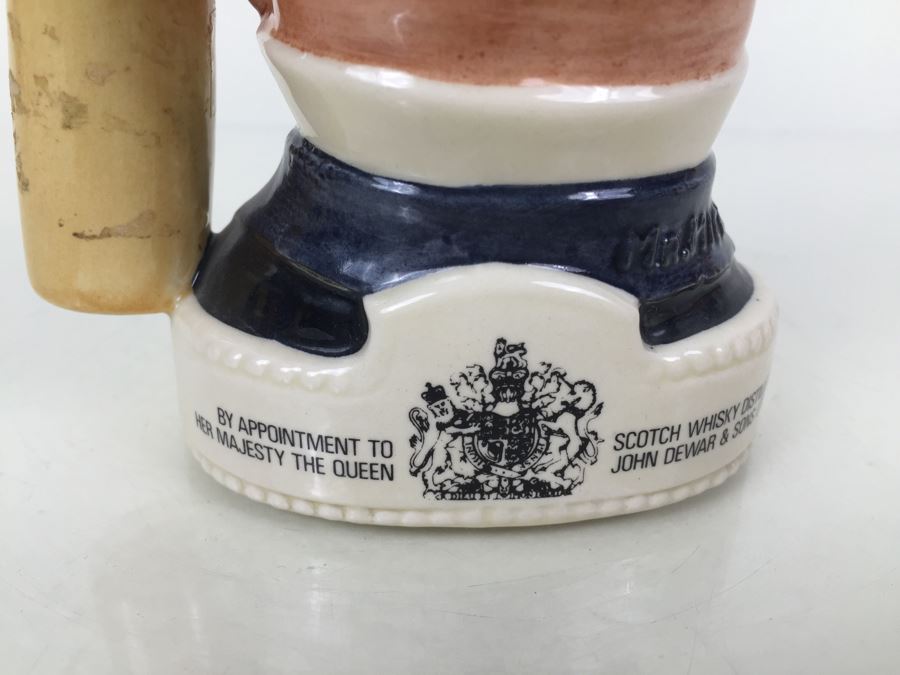 BY APPOINTMENT TO
HER MAJESTY THE QUEEN
SCOTCH WHISKY
JOHN DEWAR & SONS